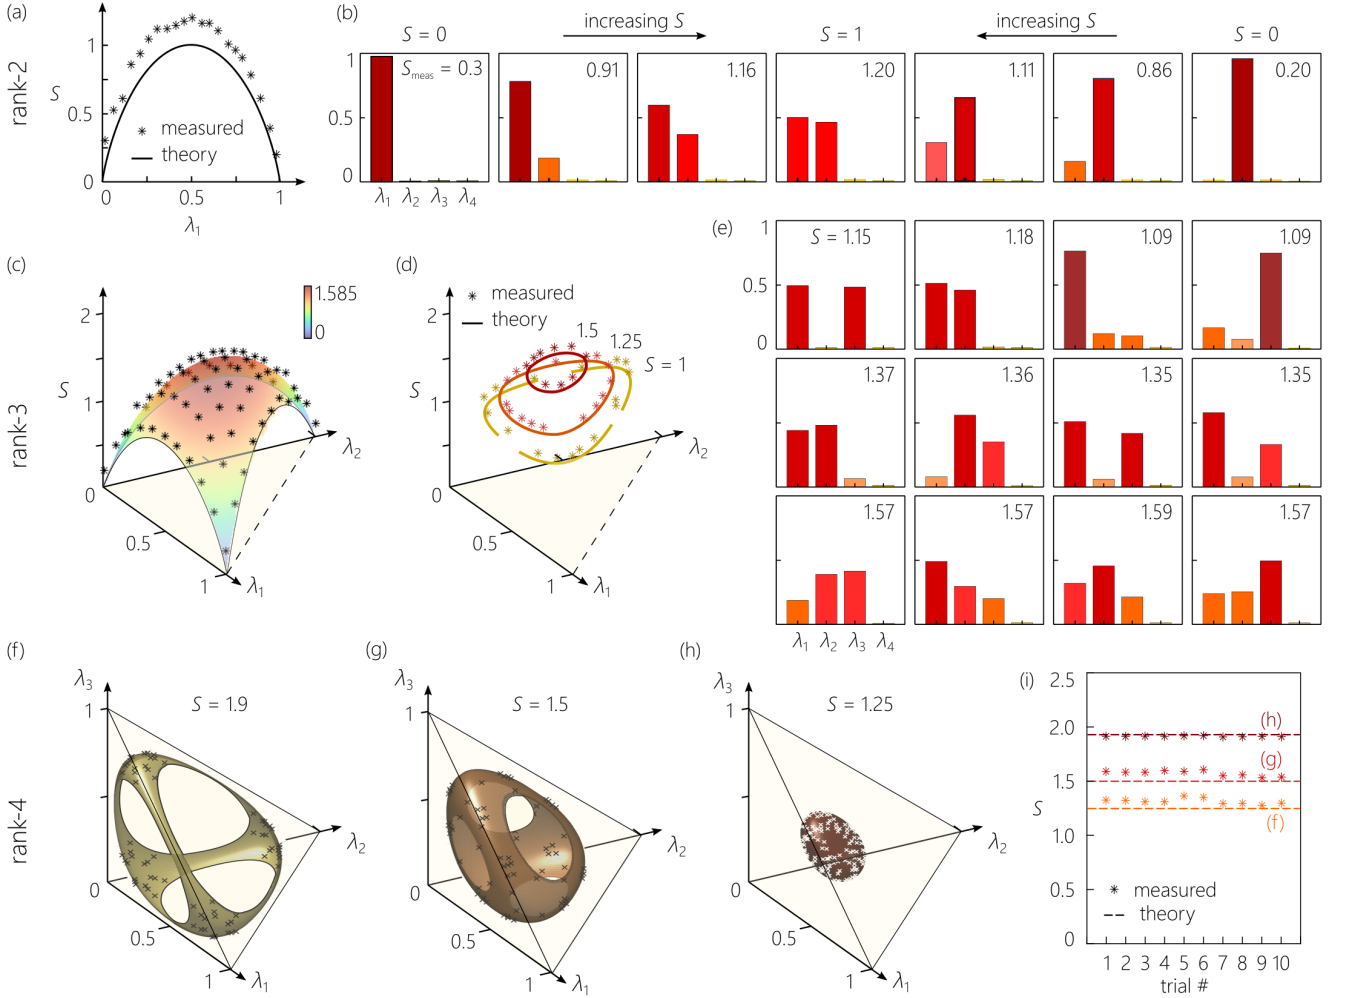 (a)
rank-2
S
1
0.5
0
* measured
theory
0
0.5
1
λ1
(b)
S = 0
increasing S
S = 1
increasing S
S = 0
1
0.5
0
Smeas = 0.3
0.91
1.16
1.20
1.11
0.86
0.20
λ1 λ2 λ3 λ4
(c)
rank-3
S
2
1
0
1.585
0
0.5
1
λ1
λ2
(d)
* measured
theory
S
2
1
0
1.5
1.25
S = 1
0.5
1
λ1
λ2
(e)
1
0.5
0
S = 1.15
1.18
1.09
1.09
1.37
1.36
1.35
1.35
1.57
1.57
1.59
1.57
λ1 λ2 λ3 λ4
(f)
rank-4
λ3
1
S = 1.9
0
0.5
1
λ1
λ2
(g)
λ3
1
S = 1.5
0
0.5
1
λ1
λ2
(h)
λ3
1
S = 1.25
0
0.5
1
λ1
λ2
(i)
2.5
2.0
1.5
S
1.0
0.5
0
(h)
(g)
(f)
* measured
theory
1 2 3 4 5 6 7 8 9 10
trial #